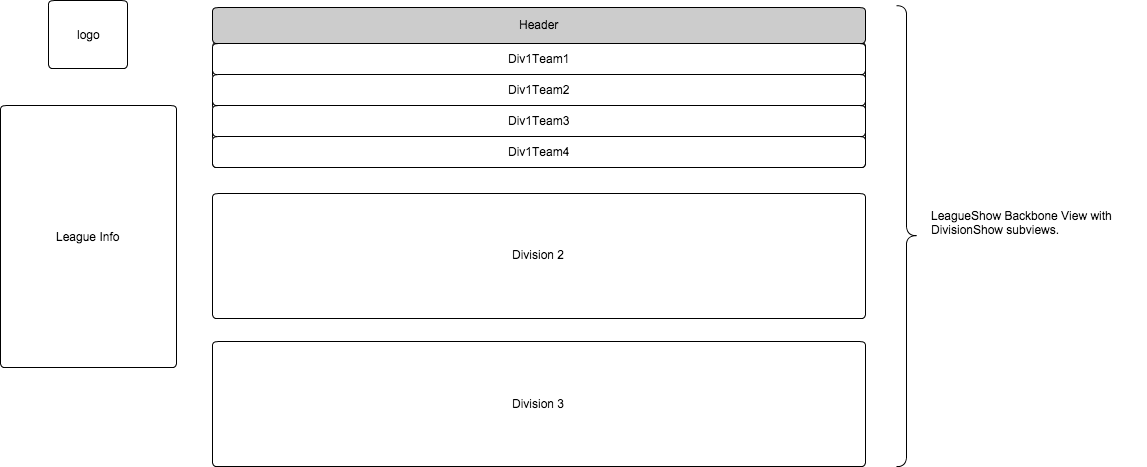 logo
League Info
Header
Div1Team1
Div1Team2
Div1Team3
Div1Team4
Division 2
Division 3
LeagueShow Backbone View with
DivisionShow subviews.